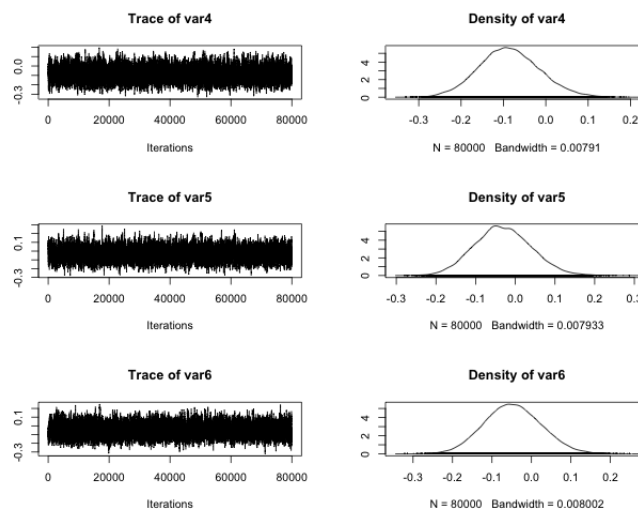 Trace of var4
0.0
-0.3
0 20000 40000 60000 80000
Iterations
Density of var4
4
2
0
-0.3 -0.2 -0.1 0.0 0.1 0.2
N = 80000 Bandwidth = 0.00791
Trace of var5
0.1
-0.3
0 20000 40000 60000 80000
Iterations
Density of var5
4
2
0
-0.3 -0.2 -0.1 0.0 0.1 0.2 0.3
N = 80000 Bandwidth = 0.007933
Trace of var6
0.1
-0.3
0 20000 40000 60000 80000
Iterations
Density of var6
4
2
0
-0.3 -0.2 -0.1 0.0 0.1 0.2
N = 80000 Bandwidth = 0.008002